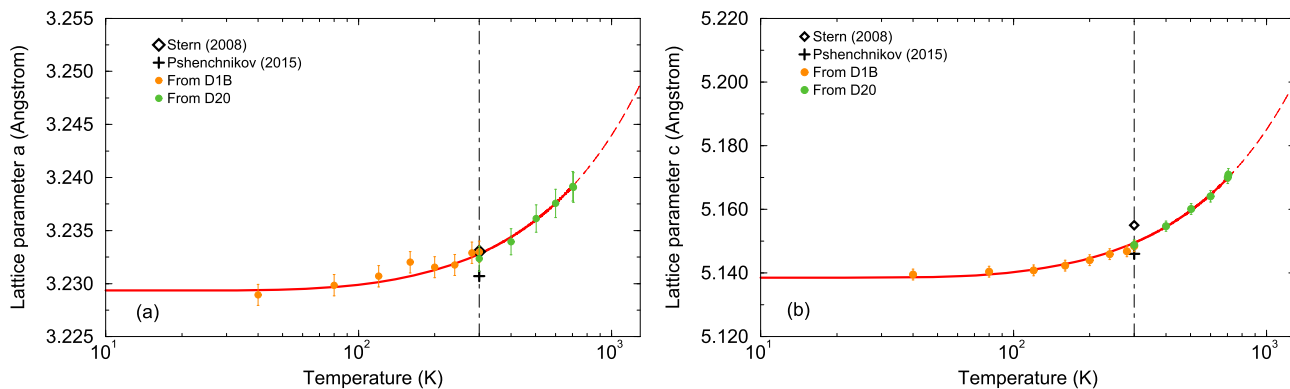 3.255
3.250
3.245
3.240
3.235
3.230
3.225
Lattice parameter a (Angstrom)
Stern (2008)
Pshenchnikov (2015)
From D1B
From D20
(a)
10¹
10²
10³
Temperature (K)
5.220
5.200
5.180
5.160
5.140
5.120
Lattice parameter c (Angstrom)
Stern (2008)
Pshenchnikov (2015)
From D1B
From D20
(b)
10¹
10²
10³
Temperature (K)